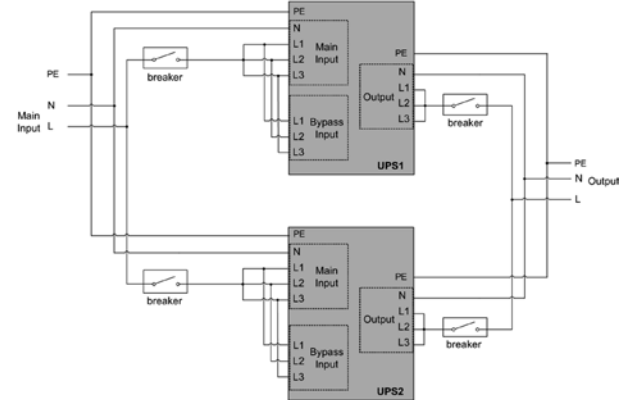 PE
N
Main
Input
L
breaker
PE
N
L1
L2
L3
Main
Input
L1
L2
L3
Bypass
Input
PE
N
L1
L2
L3
Output
UPS1
breaker
PE
N
Output
L
breaker
PE
N
L1
L2
L3
Main
Input
L1
L2
L3
Bypass
Input
PE
N
L1
L2
L3
Output
UPS2
breaker